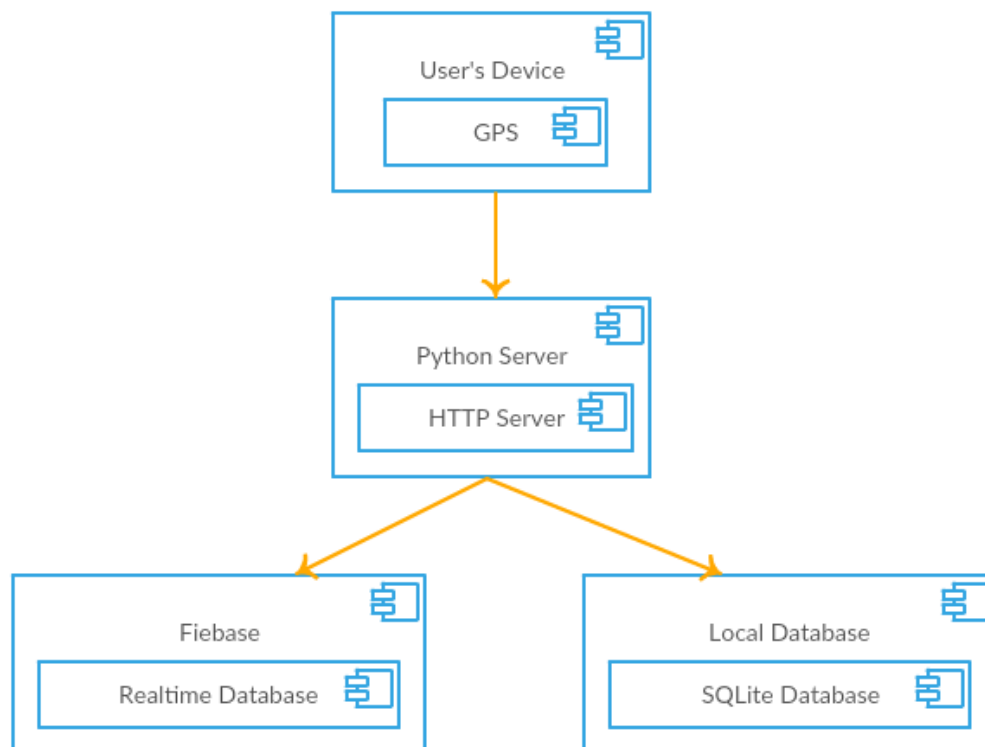 User's Device
GPS
Python Server
HTTP Server
Fiebase
Realtime Database
Local Database
SQLite Database